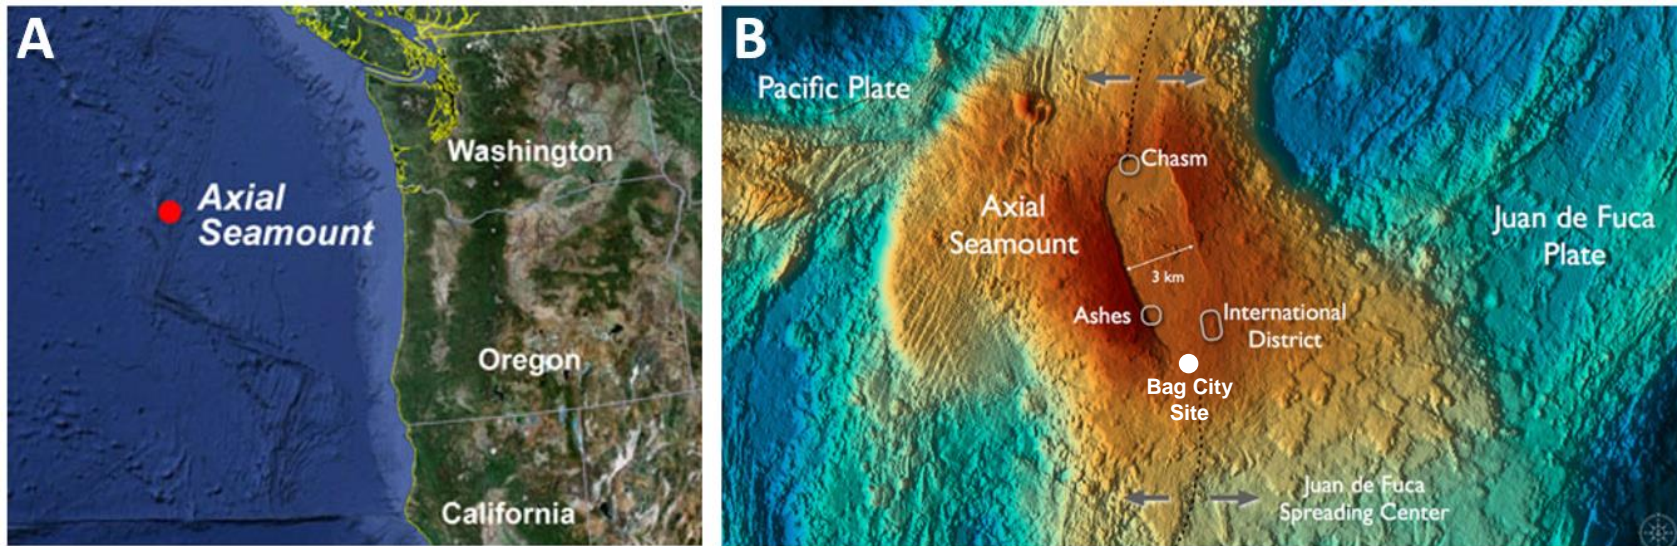 A
Axial
Seamount
Washington
Oregon
California
B
Pacific Plate
Chasm
Axial
Seamount
Juan de Fuca
Plate
3 km
Ashes
International
District
Bag City
Site
Juan de Fuca
Spreading Center